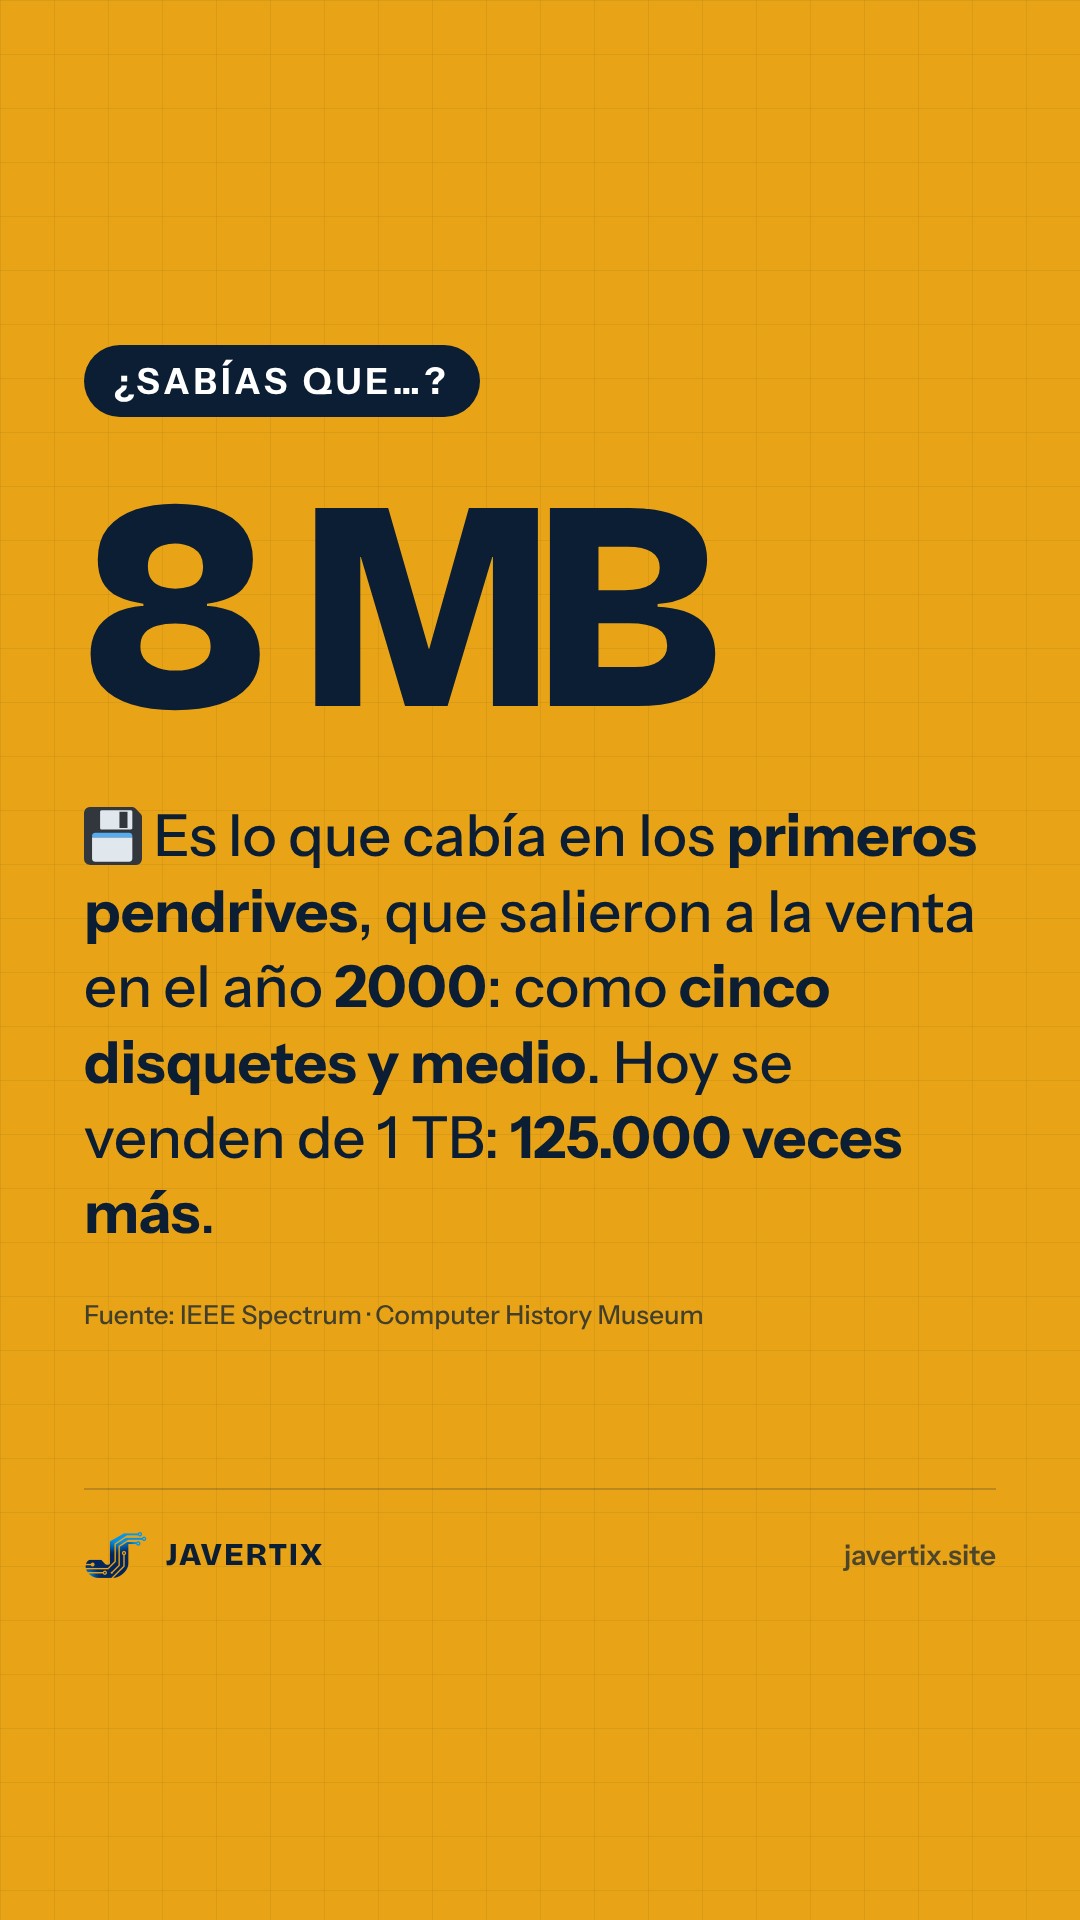 ¿SABÍAS QUE…?
8 MB
💾 Es lo que cabía en los primeros
pendrives, que salieron a la venta
en el año 2000: como cinco
disquetes y medio. Hoy se
venden de 1 TB: 125.000 veces
más.
Fuente: IEEE Spectrum · Computer History Museum
JAVERTIX
javertix.site